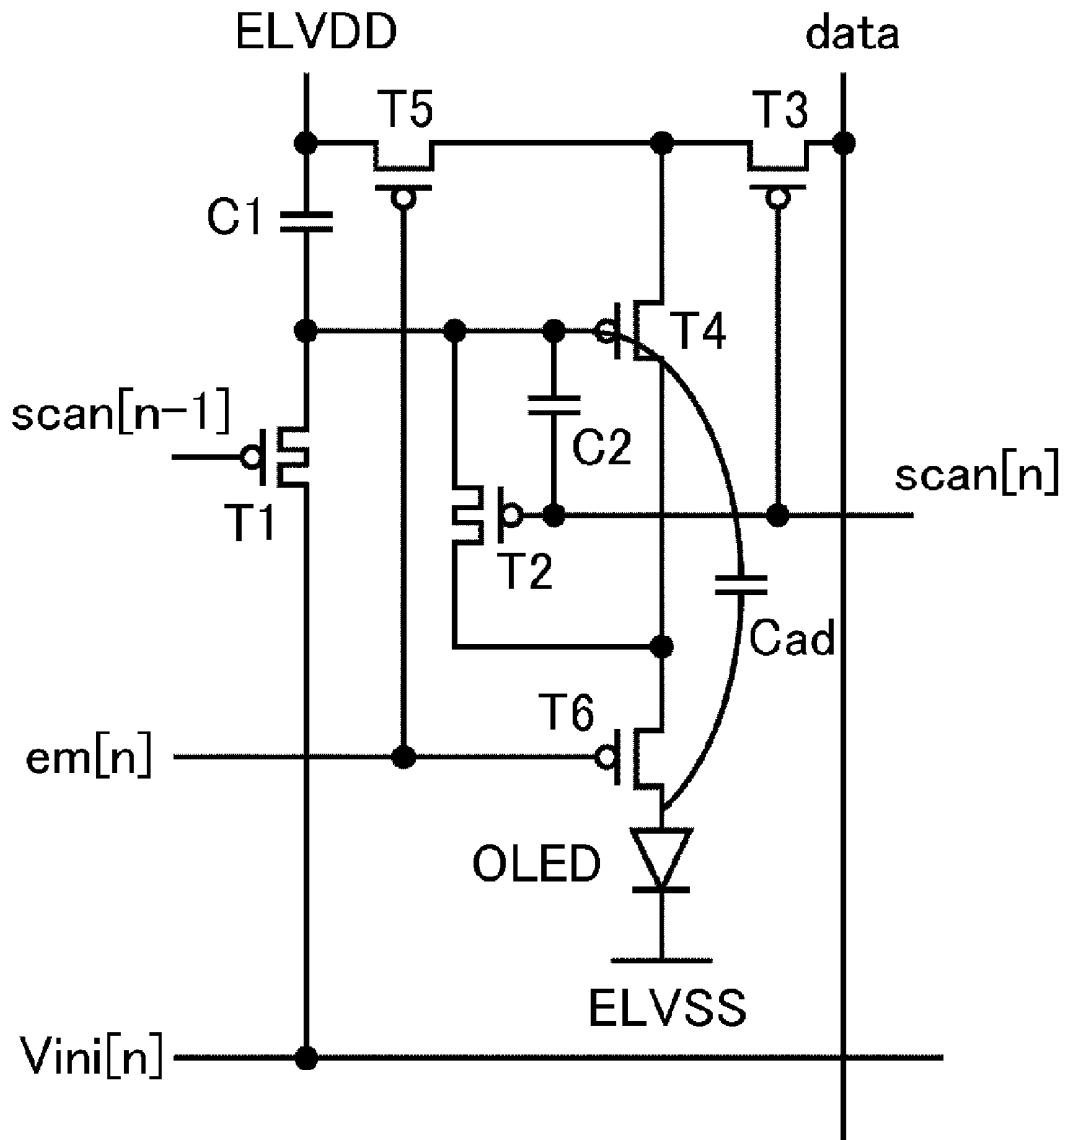 ELVDD
data
T5
T3
C1
T4
scan[n-1]
C2
scan[n]
T1
T2
Cad
T6
em[n]
OLED
ELVSS
Vini[n]